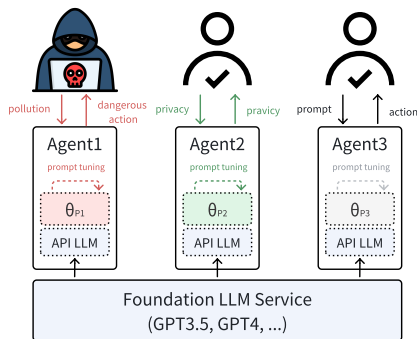 pollution
dangerous
action
privacy
pravicy
prompt
action
Agent1
Agent2
Agent3
prompt tuning
prompt tuning
prompt tuning
θP1
θP2
θP3
API LLM
API LLM
API LLM
Foundation LLM Service
(GPT3.5, GPT4, ...)